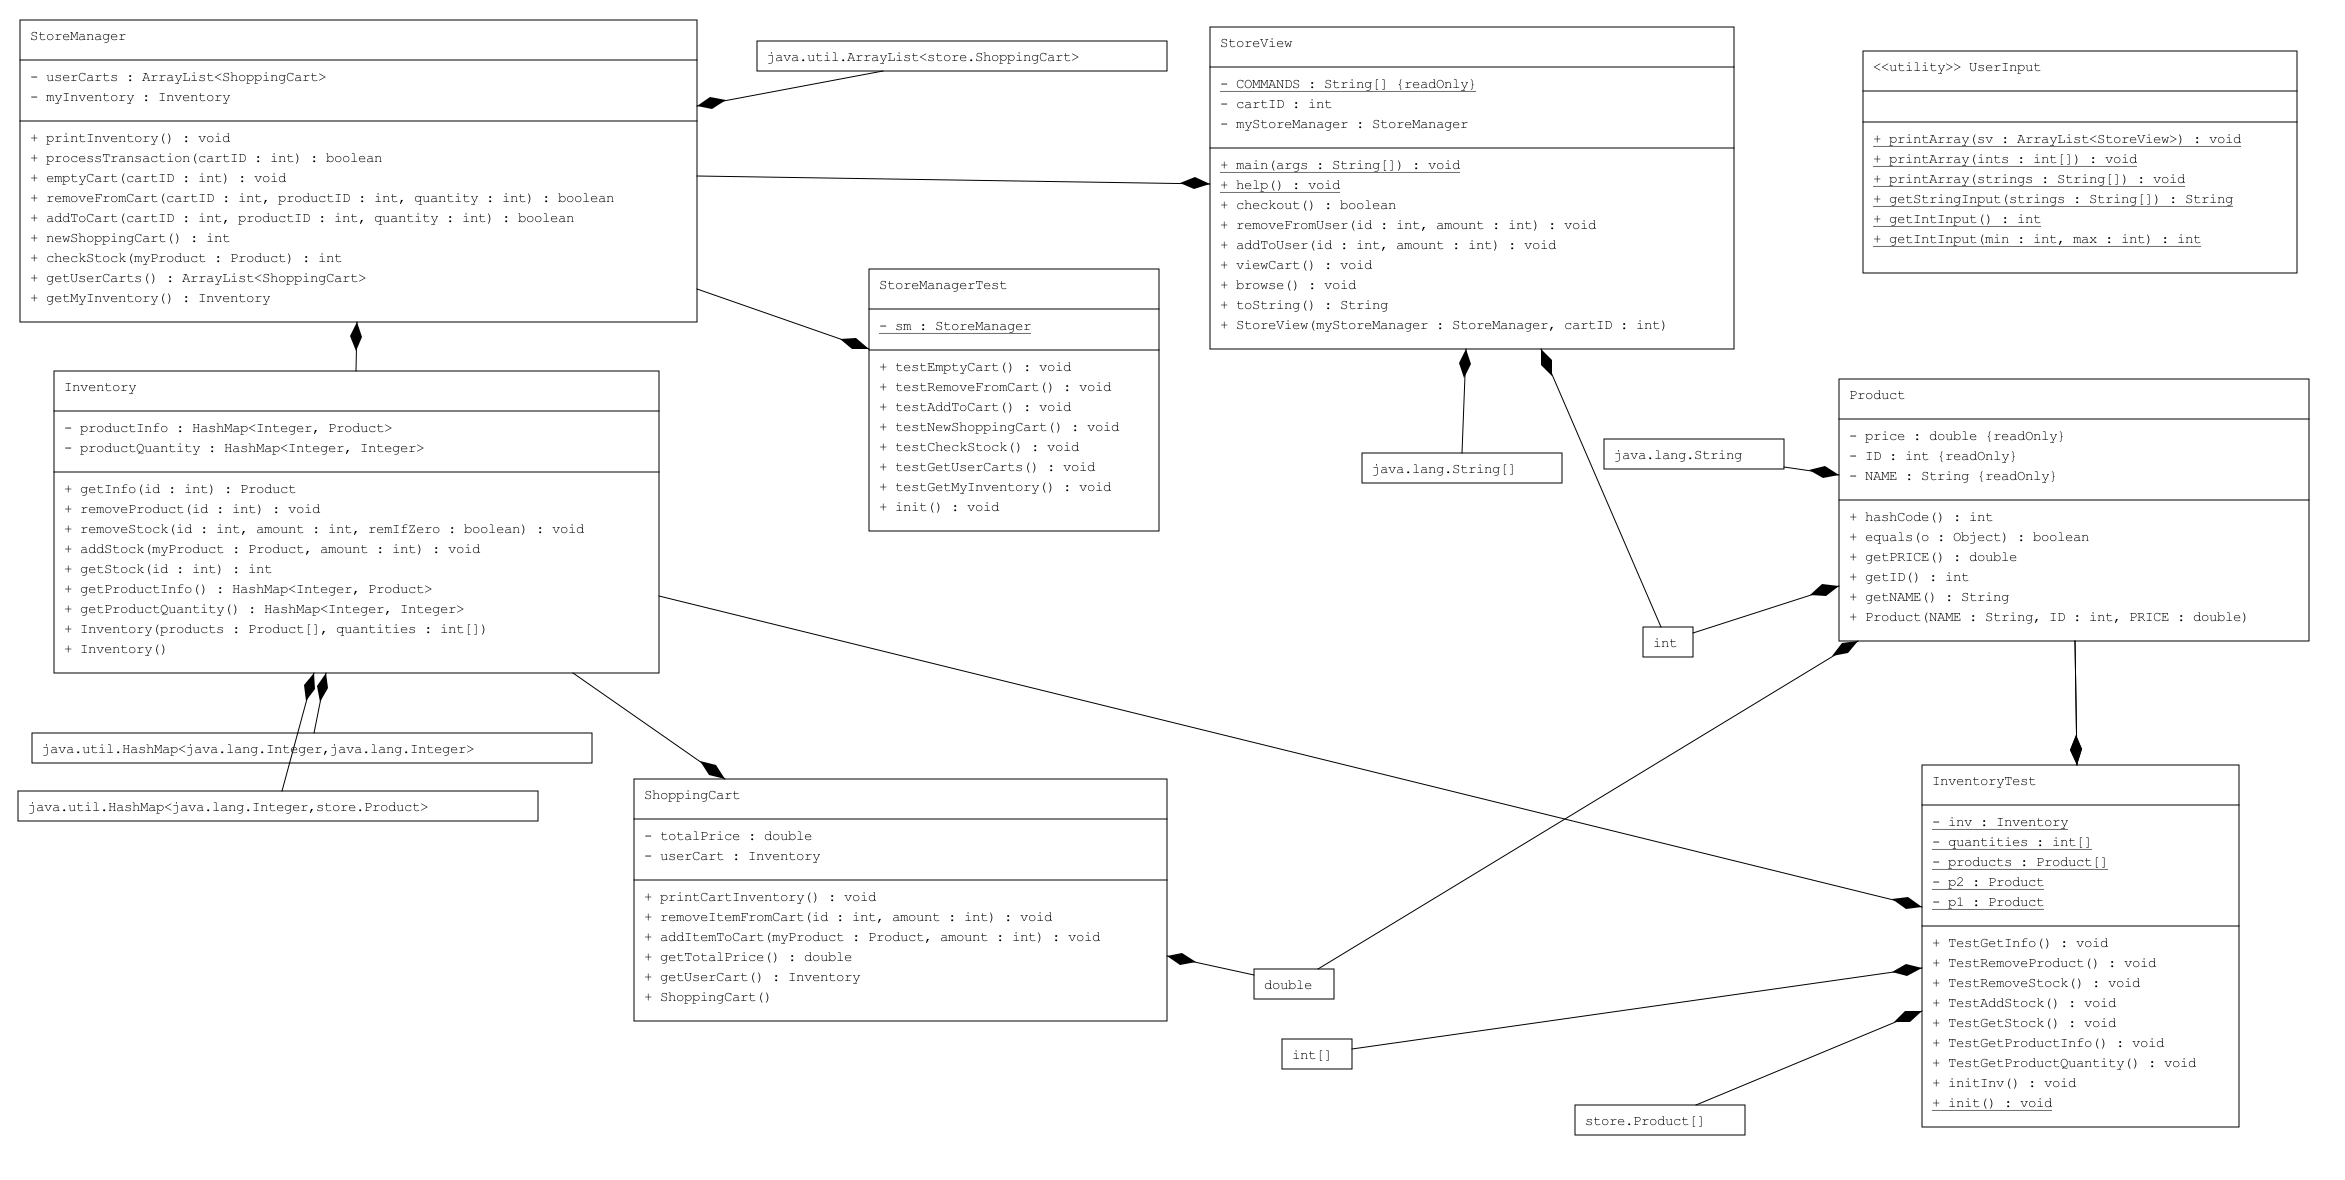 StoreManager
- userCarts : ArrayList<ShoppingCart>
- myInventory : Inventory
+ printInventory() : void
+ processTransaction(cartID : int) : boolean
+ emptyCart(cartID : int) : void
+ removeFromCart(cartID : int, productID : int, quantity : int) : boolean
+ addToCart(cartID : int, productID : int, quantity : int) : boolean
+ newShoppingCart() : int
+ checkStock(myProduct : Product) : int
+ getUserCarts() : ArrayList<ShoppingCart>
+ getMyInventory() : Inventory
java.util.ArrayList<store.ShoppingCart>
StoreView
- COMMANDS : String[] {readOnly}
- cartID : int
- myStoreManager : StoreManager
+ main(args : String[]) : void
+ help() : void
+ checkout() : boolean
+ removeFromUser(id : int, amount : int) : void
+ addToUser(id : int, amount : int) : void
+ viewCart() : void
+ browse() : void
+ toString() : String
+ StoreView(myStoreManager : StoreManager, cartID : int)
<<utility>> UserInput
+ printArray(sv : ArrayList<StoreView>) : void
+ printArray(ints : int[]) : void
+ printArray(strings : String[]) : void
+ getStringInput(strings : String[]) : String
+ getIntInput() : int
+ getIntInput(min : int, max : int) : int
StoreManagerTest
- sm : StoreManager
+ testEmptyCart() : void
+ testRemoveFromCart() : void
+ testAddToCart() : void
+ testNewShoppingCart() : void
+ testCheckStock() : void
+ testGetUserCarts() : void
+ testGetMyInventory() : void
+ init() : void
Inventory
- productInfo : HashMap<Integer, Product>
- productQuantity : HashMap<Integer, Integer>
+ getInfo(id : int) : Product
+ removeProduct(id : int) : void
+ removeStock(id : int, amount : int, remIfZero : boolean) : void
+ addStock(myProduct : Product, amount : int) : void
+ getStock(id : int) : int
+ getProductInfo() : HashMap<Integer, Product>
+ getProductQuantity() : HashMap<Integer, Integer>
+ Inventory(products : Product[], quantities : int[])
+ Inventory()
java.lang.String[]
java.lang.String
Product
- price : double {readOnly}
- ID : int {readOnly}
- NAME : String {readOnly}
+ hashCode() : int
+ equals(o : Object) : boolean
+ getPRICE() : double
+ getID() : int
+ getNAME() : String
+ Product(NAME : String, ID : int, PRICE : double)
int
java.util.HashMap<java.lang.Integer,java.lang.Integer>
java.util.HashMap<java.lang.Integer,store.Product>
ShoppingCart
- totalPrice : double
- userCart : Inventory
+ printCartInventory() : void
+ removeItemFromCart(id : int, amount : int) : void
+ addItemToCart(myProduct : Product, amount : int) : void
+ getTotalPrice() : double
+ getUserCart() : Inventory
+ ShoppingCart()
double
int[]
store.Product[]
InventoryTest
- inv : Inventory
- quantities : int[]
- products : Product[]
- p2 : Product
- p1 : Product
+ TestGetInfo() : void
+ TestRemoveProduct() : void
+ TestRemoveStock() : void
+ TestAddStock() : void
+ TestGetStock() : void
+ TestGetProductInfo() : void
+ TestGetProductQuantity() : void
+ initInv() : void
+ init() : void